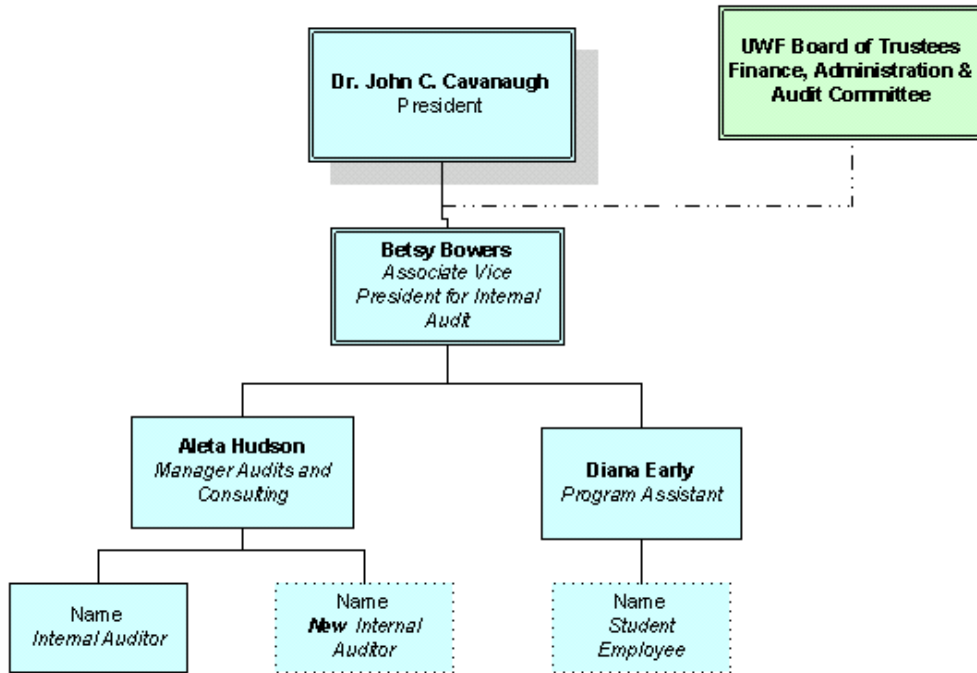 Dr. John C. Cavanaugh
President
UWF Board of Trustees
Finance, Administration &
Audit Committee
Betsy Bowers
Associate Vice
President for Internal
Audit
Aleta Hudson
Manager Audits and
Consulting
Diana Early
Program Assistant
Name
Internal Auditor
Name
New Internal
Auditor
Name
Student
Employee